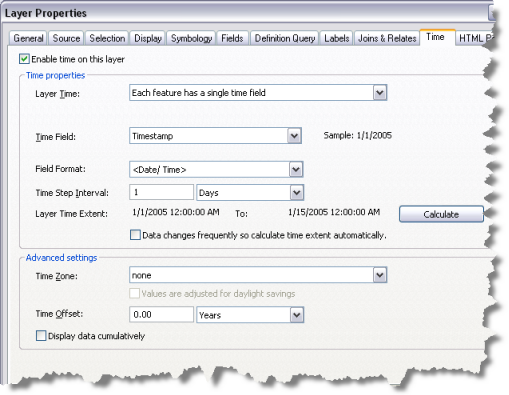 Layer Properties
General Source Selection Display Symbology Fields Definition Query Labels Joins & Relates Time HTML P
Enable time on this layer
Time properties
Layer Time: Each feature has a single time field
Time Field: Timestamp Sample: 1/1/2005
Field Format: <Date/ Time>
Time Step Interval: 1 Days
Layer Time Extent: 1/1/2005 12:00:00 AM To: 1/15/2005 12:00:00 AM Calculate
Data changes frequently so calculate time extent automatically.
Advanced settings
Time Zone: none
Values are adjusted for daylight savings
Time Offset: 0.00 Years
Display data cumulatively